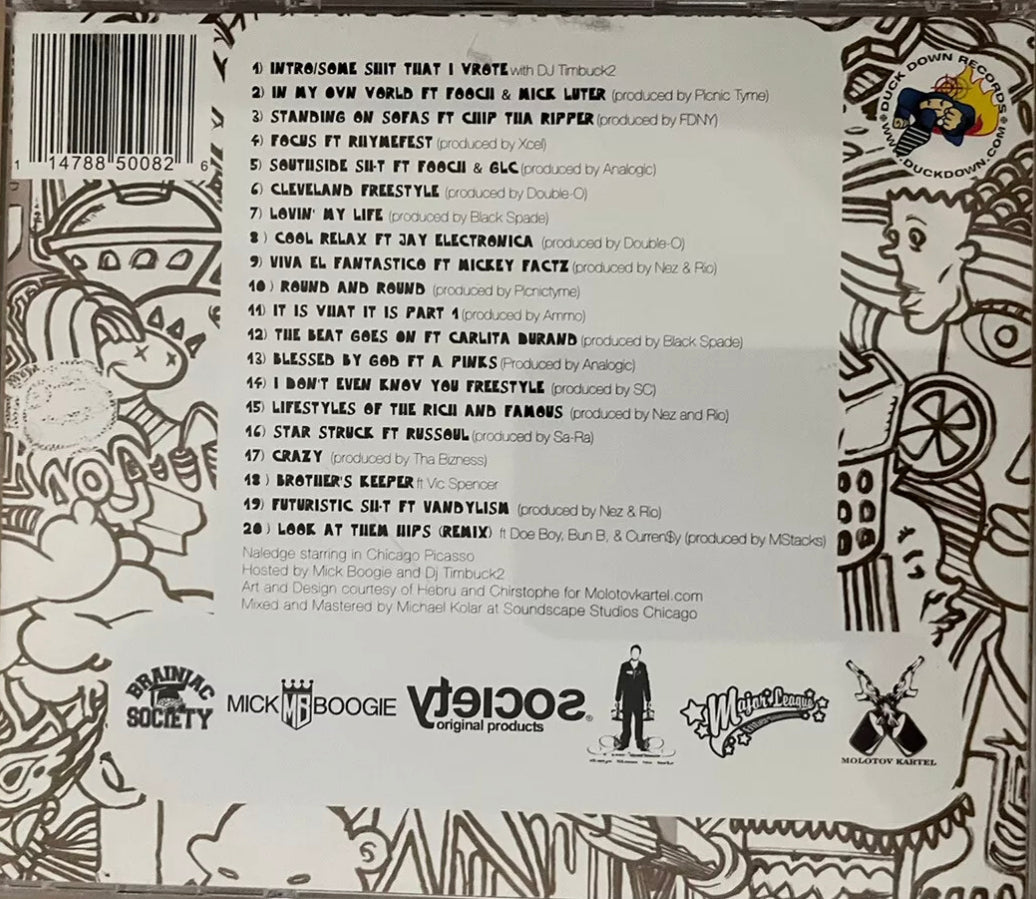 1) INTRO/SOME SHIT THAT I VROTE with DJ Timbuck2
2) IN MY OVN VORLD FT FOOCH & MICK LUTER (produced by Picnic Tyme)
3) STANDING ON SOFAS FT CHIP THA RIPPER (produced by FDNY)
4) FOCUS FT RHYMEFEST (produced by Xcel)
5) SOUTHSIDE SH*T FT FOOCH & GLC (produced by Analogic)
6) CLEVELAND FREESTYLE (produced by Double-O)
7) LOVIN' MY LIFE (produced by Black Spade)
8) COOL RELAX FT JAY ELECTRONICA (produced by Double-O)
9) VIVA EL FANTASTICO FT MICKEY FACTZ (produced by Nez & Rio)
10) ROUND AND ROUND (produced by Picnictyme)
11) IT IS VHAT IT IS PART 1 (produced by Ammo)
12) THE BEAT GOES ON FT CARLITA DURAND (produced by Black Spade)
13) BLESSED BY GOD FT A. PINKS (Produced by Analogic)
14) I DON'T EVEN KNOV YOU FREESTYLE (produced by SC)
15) LIFESTYLES OF THE RICH AND FAMOUS (produced by Nez and Rio)
16) STAR STRUCK FT RUSSOUL (produced by Sa-Ra)
17) CRAZY (produced by Tha Bizness)
18) BROTHER'S KEEPER ft Vic Spencer
19) FUTURISTIC SH*T FT VANDYLISM (produced by Nez & Rio)
20) LOOK AT THEM HIPS (REMIX) ft Doe Boy, Bun B, & Curren$y (produced by MStacks)
Naledge starring in Chicago Picasso
Hosted by Mick Boogie and Dj Timbuck2
Art and Design courtesy of Hebru and Chirstophe for Molotovkartel.com
Mixed and Mastered by Michael Kolar at Soundscape Studios Chicago
1 14788 50082 6
DUCK DOWN RECORDS
WWW.DUCKDOWN.COM
BRAINIAC
SOCIETY
MICK MB BOOGIE
society®
original products
Major League
MOLOTOV KARTEL